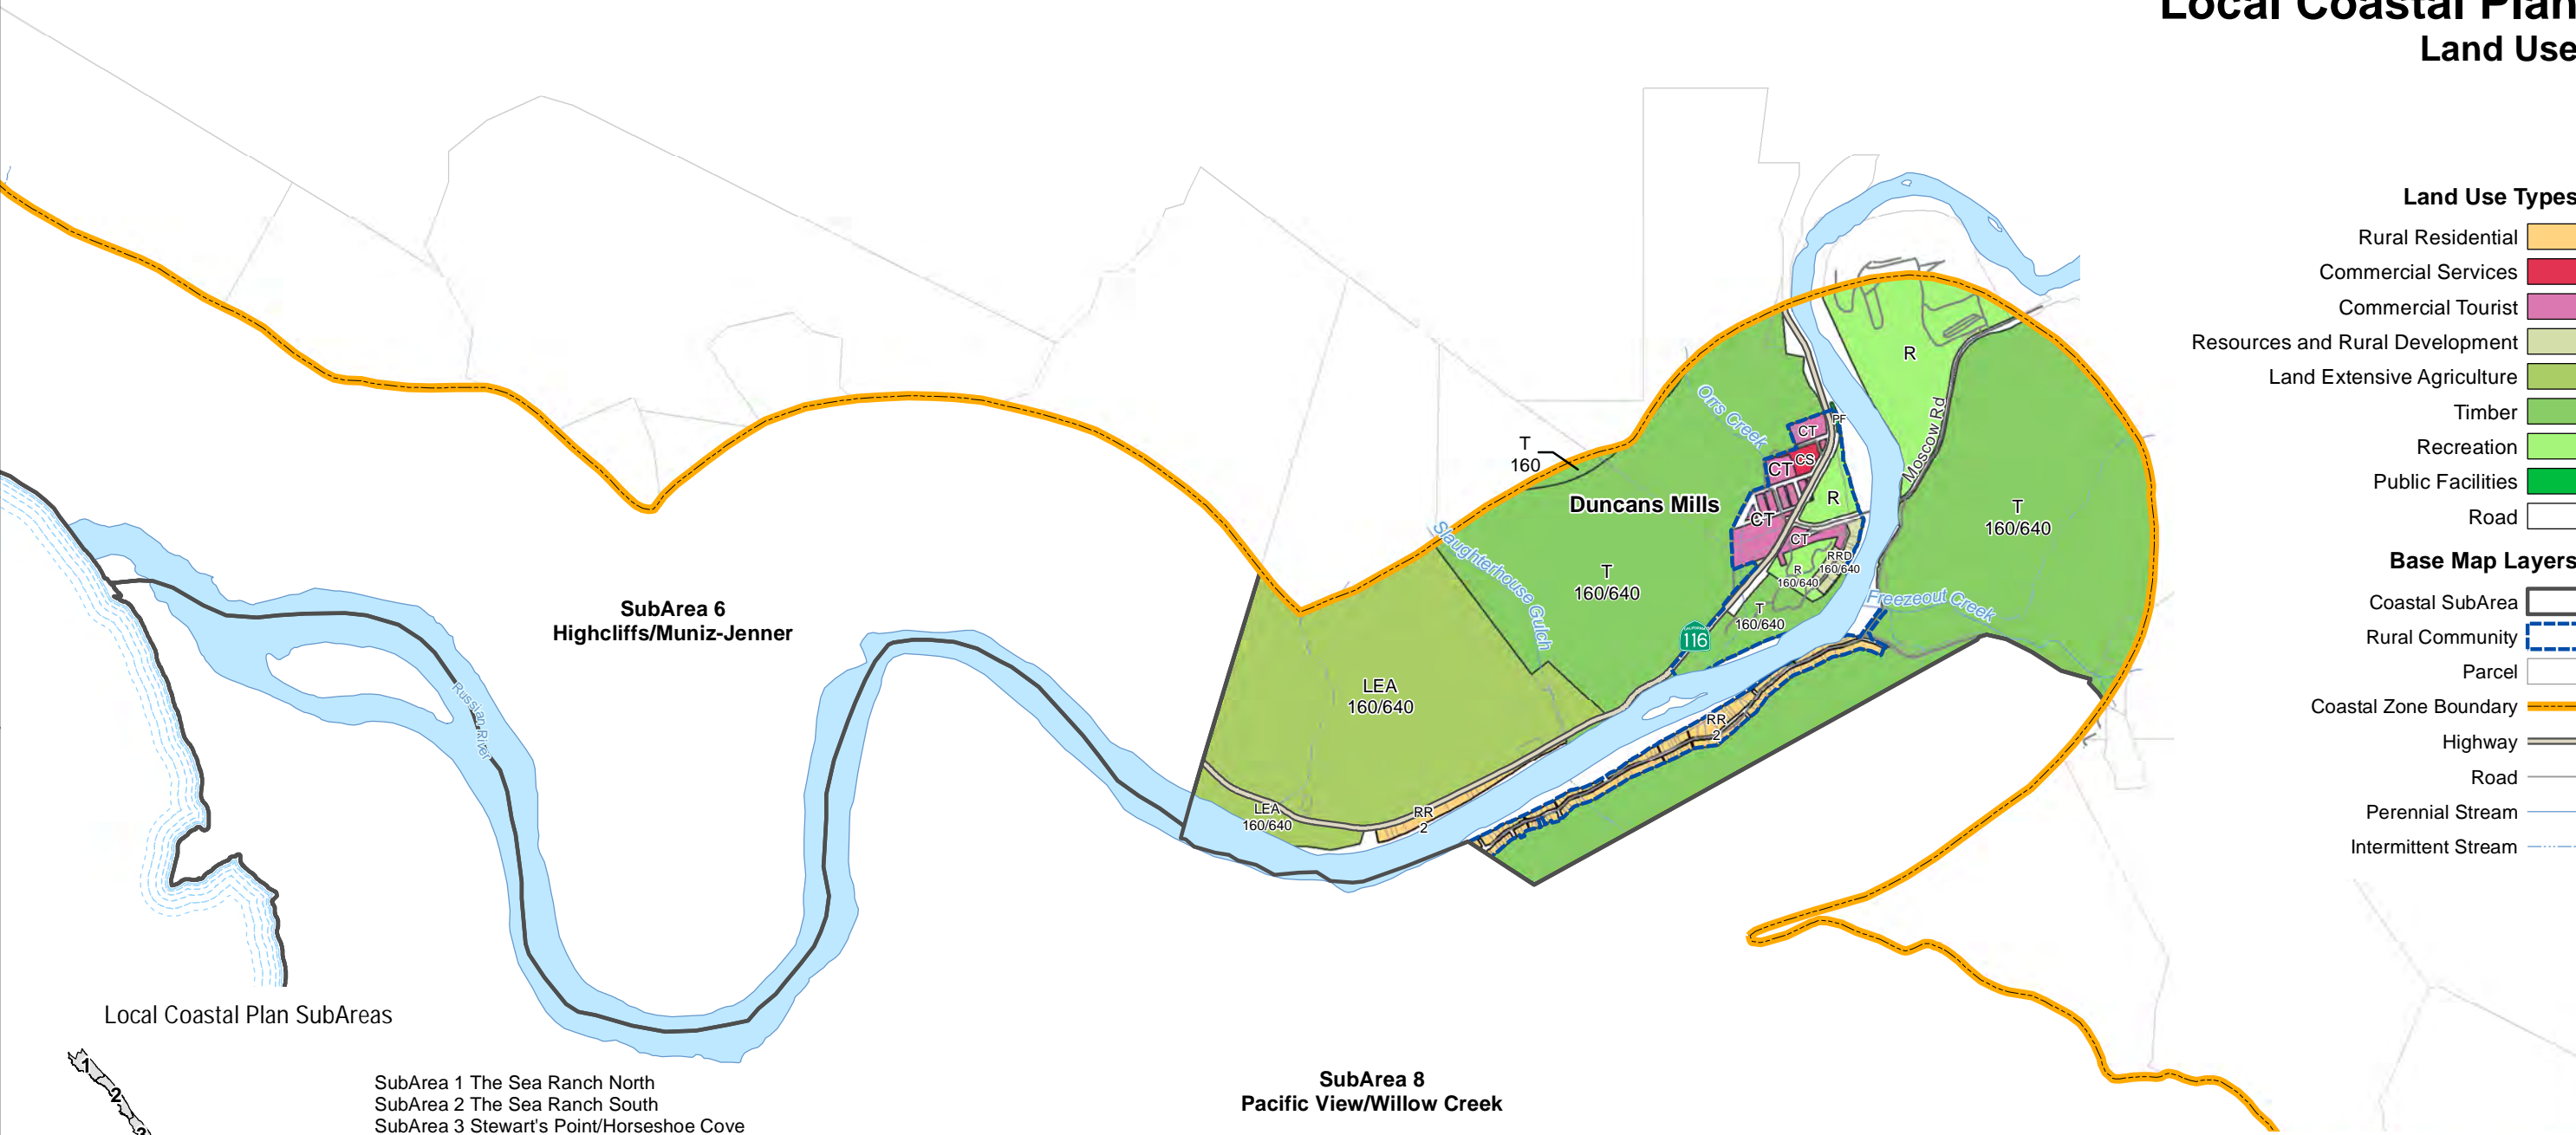 Local Coastal Plan
Land Use
Land Use Types
Rural Residential
Commercial Services
Commercial Tourist
Resources and Rural Development
Land Extensive Agriculture
Timber
Recreation
Public Facilities
Road
Base Map Layers
Coastal SubArea
Rural Community
Parcel
Coastal Zone Boundary
Highway
Road
Perennial Stream
Intermittent Stream
R
Moscow Rd
Orrs Creek
PF
CT
CS
CT
T
160
R
Duncans Mills
CT
T
160/640
CT
RRD
160/640
R
160/640
Slaughterhouse Gulch
T
160/640
Freezeout Creek
T
160/640
CALIFORNIA
116
SubArea 6
Highcliffs/Muniz-Jenner
LEA
160/640
Russian River
RR
2
LEA
160/640
RR
2
Local Coastal Plan SubAreas
1
2
3
SubArea 1 The Sea Ranch North
SubArea 2 The Sea Ranch South
SubArea 3 Stewart's Point/Horseshoe Cove
SubArea 8
Pacific View/Willow Creek